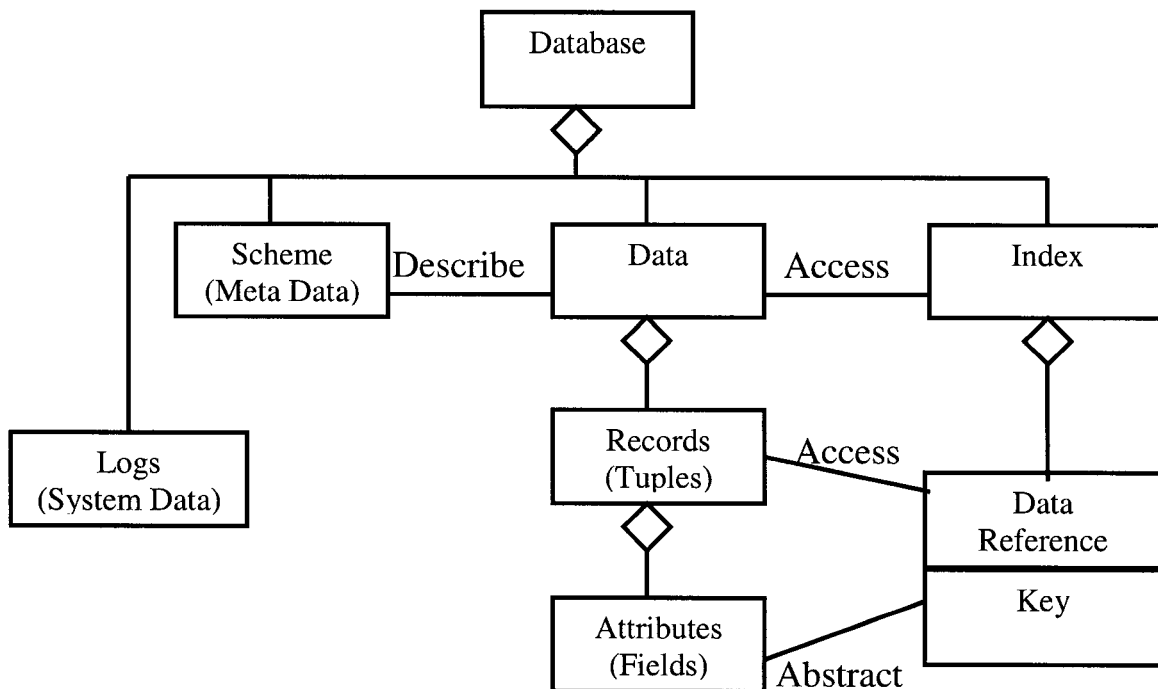 Database
Scheme
(Meta Data)
Describe
Data
Access
Index
Logs
(System Data)
Records
(Tuples)
Access
Data
Reference
Attributes
(Fields)
Key
Abstract